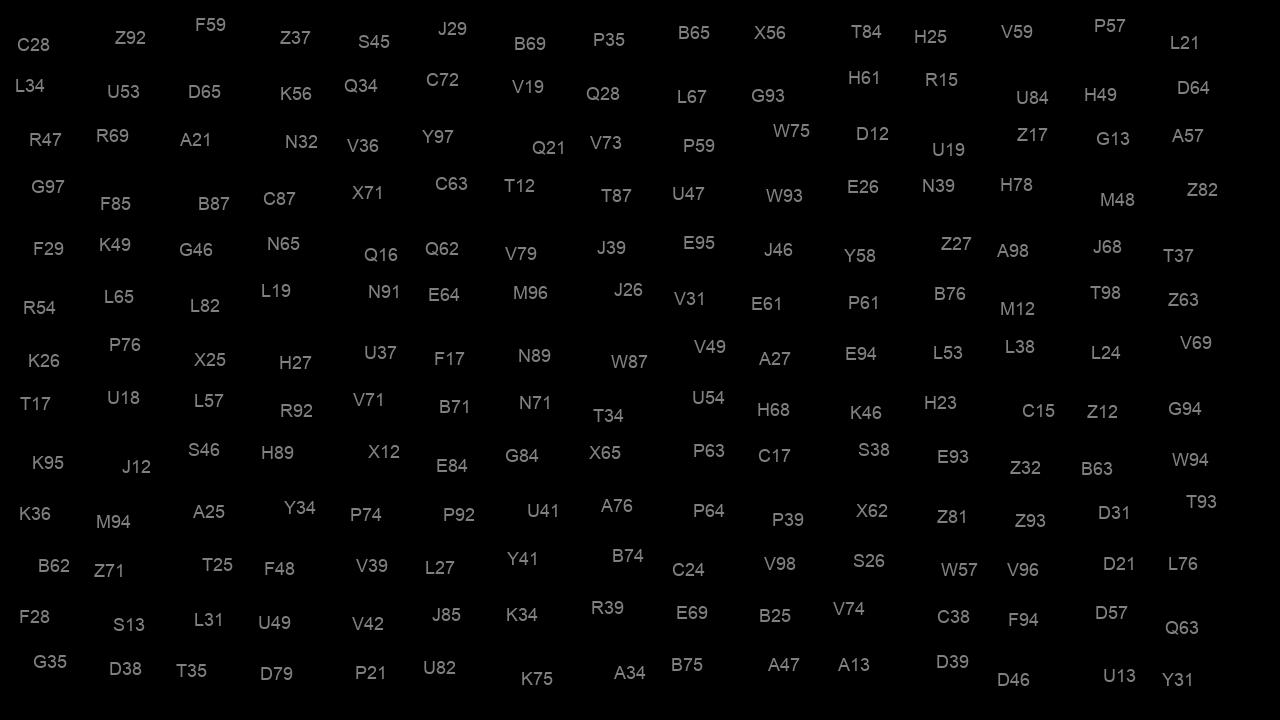 C28 Z92 F59 Z37 S45 J29 B69 P35 B65 X56 T84 H25 V59 P57 L21
L34 U53 D65 K56 Q34 C72 V19 Q28 L67 G93 H61 R15 U84 H49 D64
R47 R69 A21 N32 V36 Y97 Q21 V73 P59 W75 D12 U19 Z17 G13 A57
G97 F85 B87 C87 X71 C63 T12 T87 U47 W93 E26 N39 H78 M48 Z82
F29 K49 G46 N65 Q16 Q62 V79 J39 E95 J46 Y58 Z27 A98 J68 T37
R54 L65 L82 L19 N91 E64 M96 J26 V31 E61 P61 B76 M12 T98 Z63
K26 P76 X25 H27 U37 F17 N89 W87 V49 A27 E94 L53 L38 L24 V69
T17 U18 L57 R92 V71 B71 N71 T34 U54 H68 K46 H23 C15 Z12 G94
K95 J12 S46 H89 X12 E84 G84 X65 P63 C17 S38 E93 Z32 B63 W94
K36 M94 A25 Y34 P74 P92 U41 A76 P64 P39 X62 Z81 Z93 D31 T93
B62 Z71 T25 F48 V39 L27 Y41 B74 C24 V98 S26 W57 V96 D21 L76
F28 S13 L31 U49 V42 J85 K34 R39 E69 B25 V74 C38 F94 D57 Q63
G35 D38 T35 D79 P21 U82 K75 A34 B75 A47 A13 D39 D46 U13 Y31